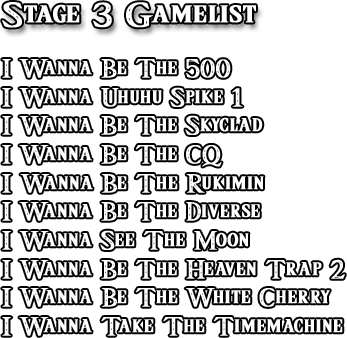 Stage 3 Gamelist
I Wanna Be The 500
I Wanna Uhuhu Spike 1
I Wanna Be The Skyclad
I Wanna Be The CQ
I Wanna Be The Rukimin
I Wanna Be The Diverse
I Wanna See The Moon
I Wanna Be The Heaven Trap 2
I Wanna Be The White Cherry
I Wanna Take The Timemachine